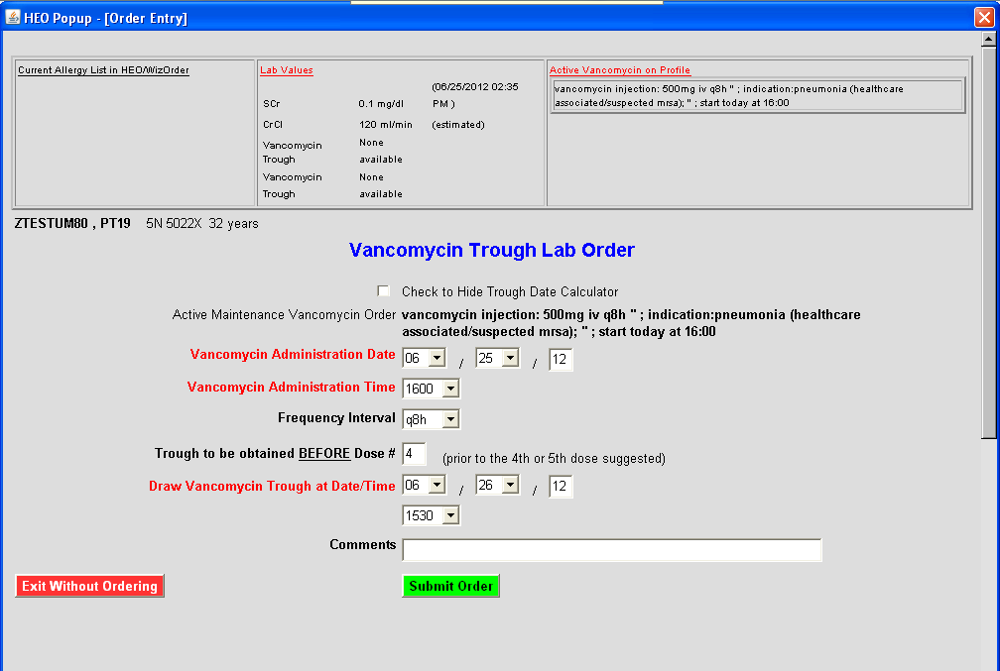 HEO Popup - [Order Entry]
Current Allergy List in HEO/WizOrder
Lab Values
(06/25/2012 02:35
SCr 0.1 mg/dl PM )
CrCl 120 ml/min (estimated)
Vancomycin None
Trough available
Vancomycin None
Trough available
Active Vancomycin on Profile
vancomycin injection: 500mg iv q8h " ; indication:pneumonia (healthcare
associated/suspected mrsa); " ; start today at 16:00
ZTESTUM80 , PT19 5N 5022X 32 years
Vancomycin Trough Lab Order
Check to Hide Trough Date Calculator
Active Maintenance Vancomycin Order vancomycin injection: 500mg iv q8h " ; indication:pneumonia (healthcare
associated/suspected mrsa); " ; start today at 16:00
Vancomycin Administration Date 06 / 25 / 12
Vancomycin Administration Time 1600
Frequency Interval q8h
Trough to be obtained BEFORE Dose # 4 (prior to the 4th or 5th dose suggested)
Draw Vancomycin Trough at Date/Time 06 / 26 / 12
1530
Comments
Exit Without Ordering Submit Order